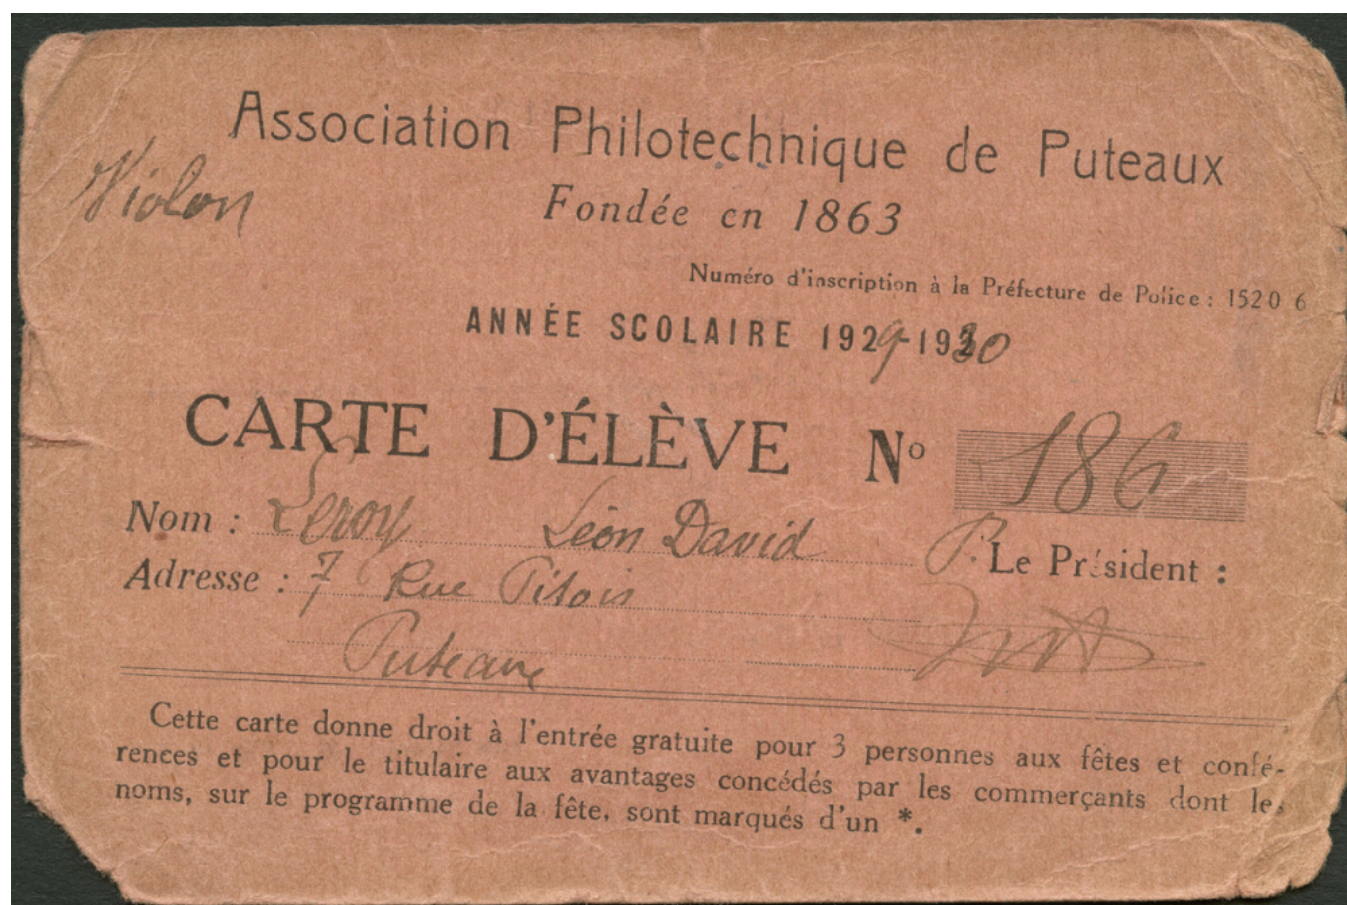 Association Philotechnique de Puteaux
Violon
Fondée en 1863
Numéro d'inscription à la Préfecture de Police : 1520 6
ANNÉE SCOLAIRE 1929-1930
CARTE D'ÉLÈVE N° 186
Nom : Leroy Léon David
P. Le Président :
Adresse : 7 Rue Pitois
Puteaux
Cette carte donne droit à l'entrée gratuite pour 3 personnes aux fêtes et confé-
rences et pour le titulaire aux avantages concédés par les commerçants dont les
noms, sur le programme de la fête, sont marqués d'un *.